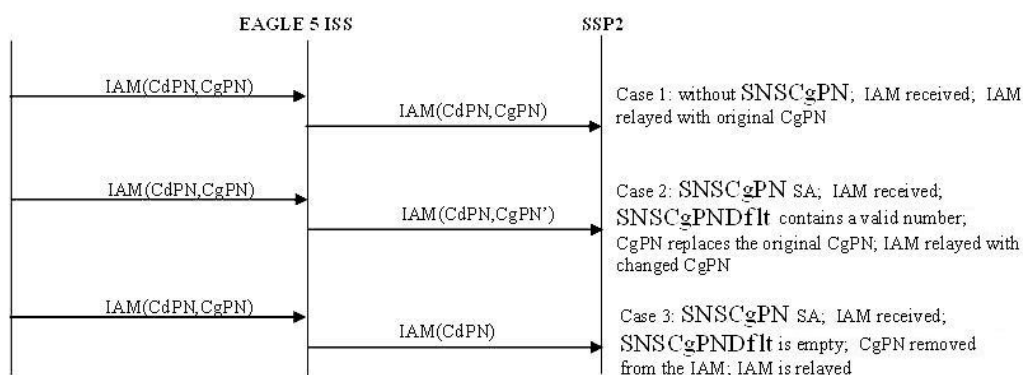 EAGLE 5 ISS
SSP2
IAM(CdPN,CgPN)
IAM(CdPN,CgPN)
Case 1: without SNSCgPN; IAM received; IAM
relayed with original CgPN
IAM(CdPN,CgPN)
IAM(CdPN,CgPN’)
Case 2: SNSCgPN SA; IAM received;
SNSCgPNDflt contains a valid number;
CgPN replaces the original CgPN; IAM relayed with
changed CgPN
IAM(CdPN,CgPN)
IAM(CdPN)
Case 3: SNSCgPN SA; IAM received;
SNSCgPNDflt is empty; CgPN removed
from the IAM; IAM is relayed